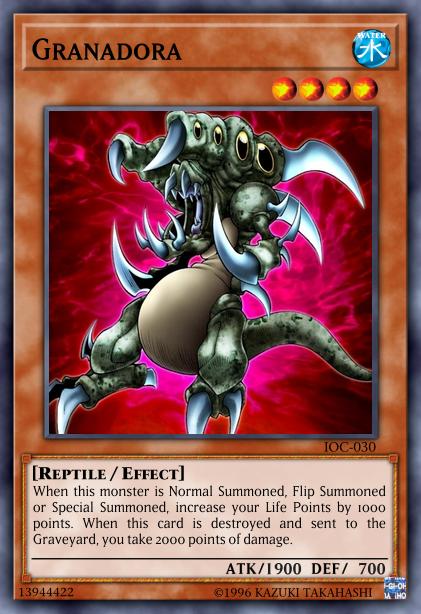 GRANADORA
WATER
水
IOC-030
[REPTILE / EFFECT]
When this monster is Normal Summoned, Flip Summoned
or Special Summoned, increase your Life Points by 1000
points. When this card is destroyed and sent to the
Graveyard, you take 2000 points of damage.
ATK/1900 DEF/ 700
13944422
©1996 KAZUKI TAKAHASHI